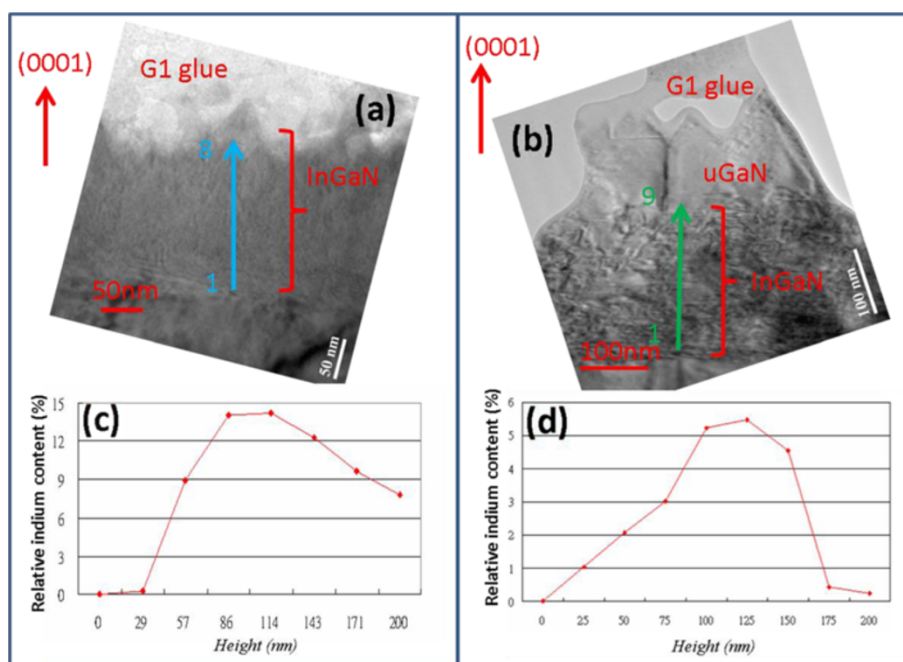 (0001)
G1 glue
(a)
8
InGaN
1
50nm
50 nm
(0001)
G1 glue
(b)
uGaN
9
InGaN
1
100nm
100 nm
(c)
Relative indium content (%)
15
12
9
6
3
0
0 29 57 86 114 143 171 200
Height (nm)
(d)
Relative indium content (%)
6
5
4
3
2
1
0
0 25 50 75 100 125 150 175 200
Height (nm)